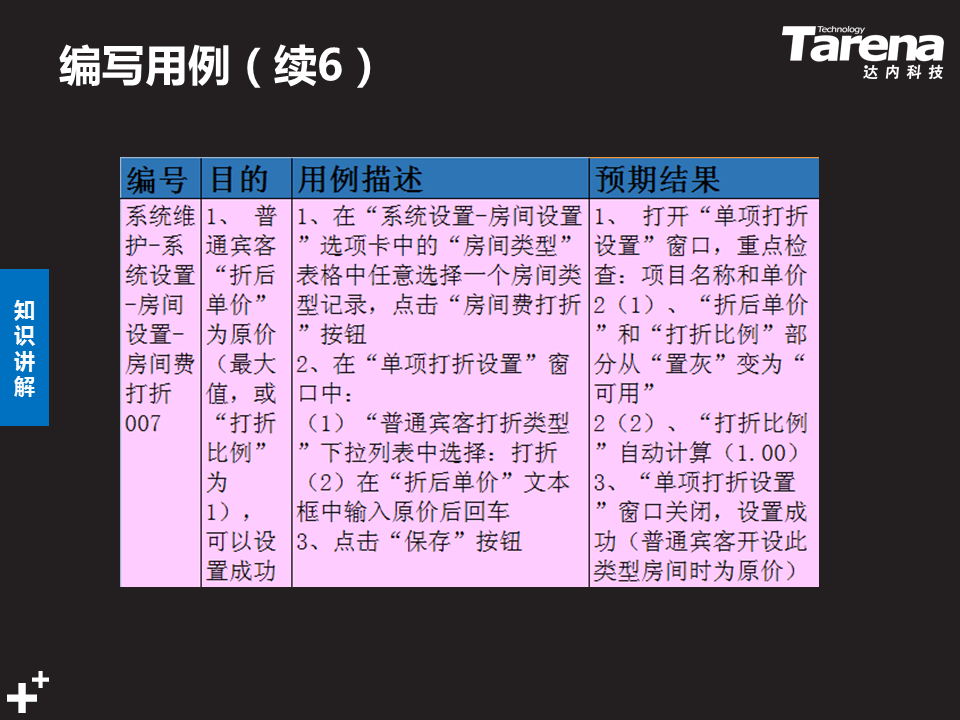 编写用例（续6）
Technology
Tarena
达内科技
知
识
讲
解
编号
目的
用例描述
预期结果
系统维
护-系
统设置
-房间
设置-
房间费
打折
007
1、 普
通宾客
“折后
单价”
为原价
（最大
值，或
“打折
比例”
为
1），
可以设
置成功
1、在“系统设置-房间设置
”选项卡中的“房间类型”
表格中任意选择一个房间类
型记录，点击“房间费打折
”按钮
2、在“单项打折设置”窗
口中：
（1）“普通宾客打折类型
”下拉列表中选择：打折
（2）在“折后单价”文本
框中输入原价后回车
3、点击“保存”按钮
1、 打开“单项打折
设置”窗口，重点检
查：项目名称和单价
2（1）、“折后单价
”和“打折比例”部
分从“置灰”变为“
可用”
2（2）、“打折比例
”自动计算（1.00）
3、“单项打折设置
”窗口关闭，设置成
功（普通宾客开设此
类型房间时为原价）